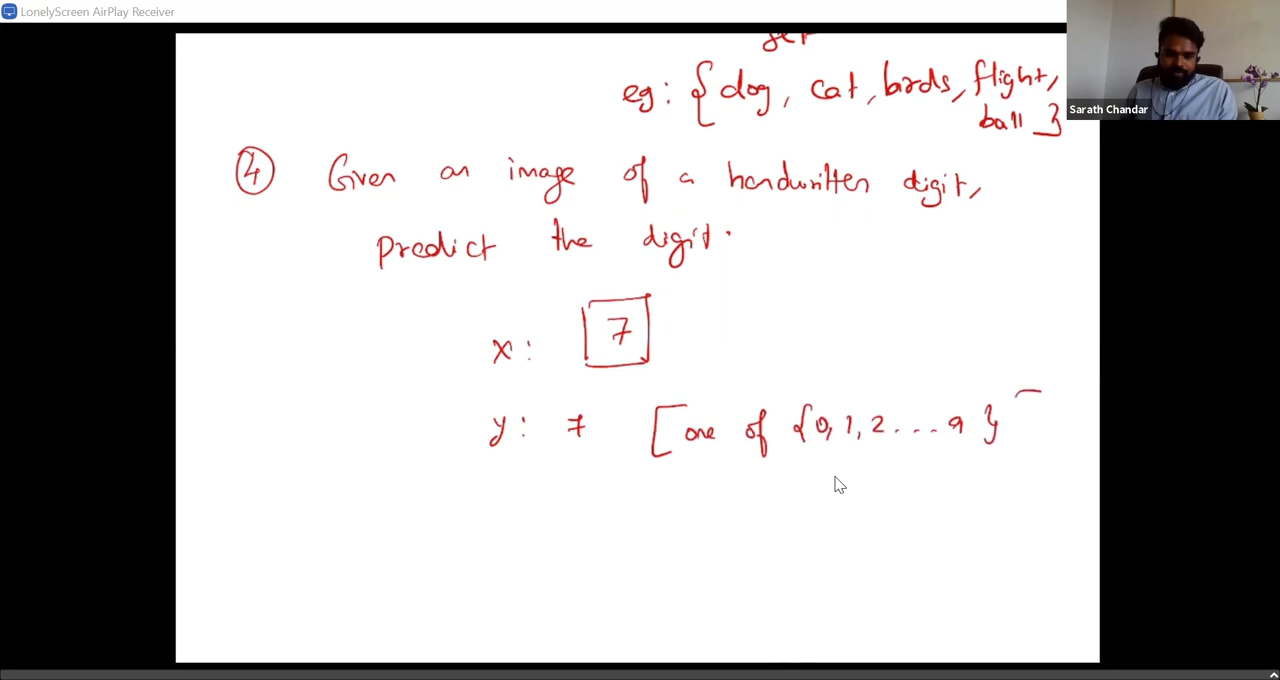 LonelyScreen AirPlay Receiver
set
eg: {dog, cat, birds, flight,
ball }
Sarath Chandar
④ Given an image of a handwritten digit,
predict the digit.
x: 7
y: 7 [one of {0, 1, 2 ... 9}